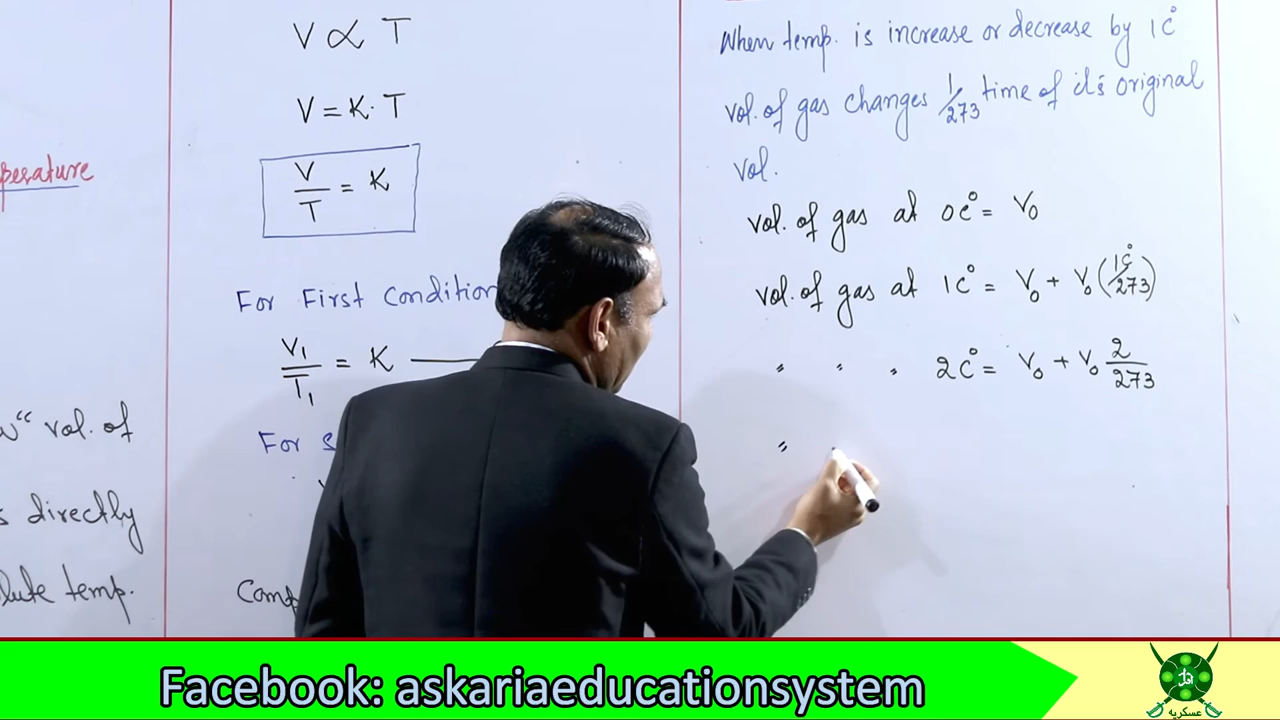 perature
w" vol. of
s directly
lute temp.
V ∝ T
V = K. T
V/T = K
For First Condition
V₁/T₁ = K
For s
Comp
When temp. is increase or decrease by 1C°
vol. of gas changes 1/273 time of it's original
vol.
vol. of gas at 0C° = V₀
vol. of gas at 1C° = V₀ + V₀ (1C°/273)
〃 〃 〃 2C° = V₀ + V₀ 2/273
〃
Facebook: askariaeducationsystem
عسكريه